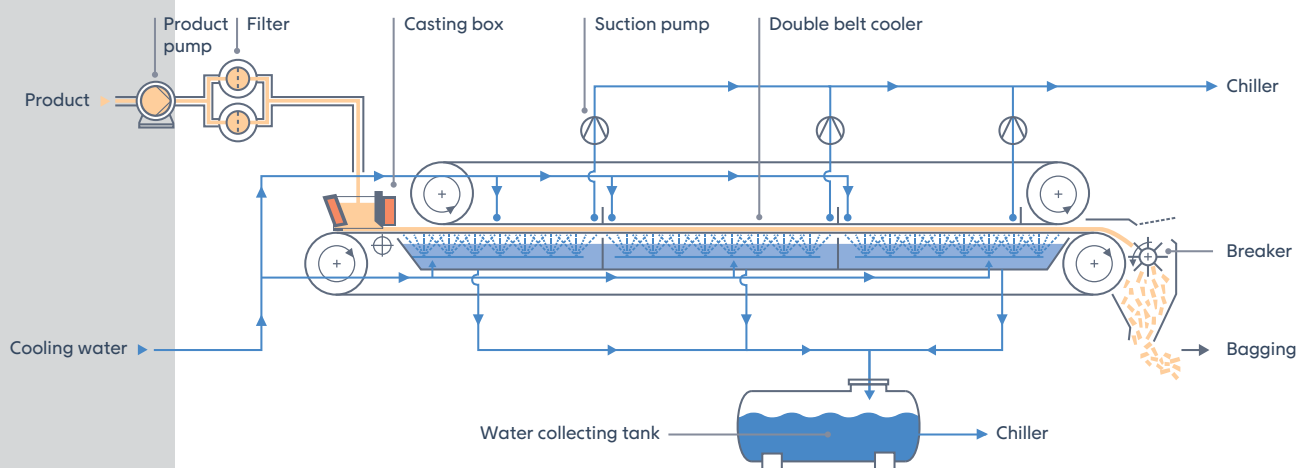 Product
pump
Filter
Casting box
Suction pump
Double belt cooler
Product
Chiller
Breaker
Cooling water
Bagging
Water collecting tank
Chiller